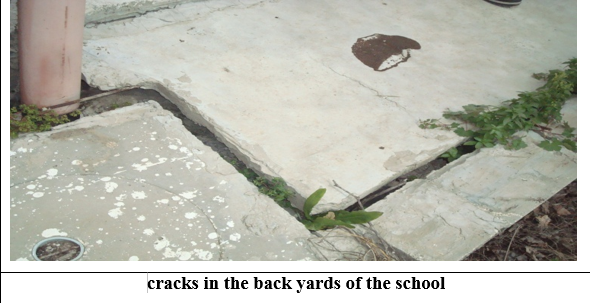 cracks in the back yards of the school